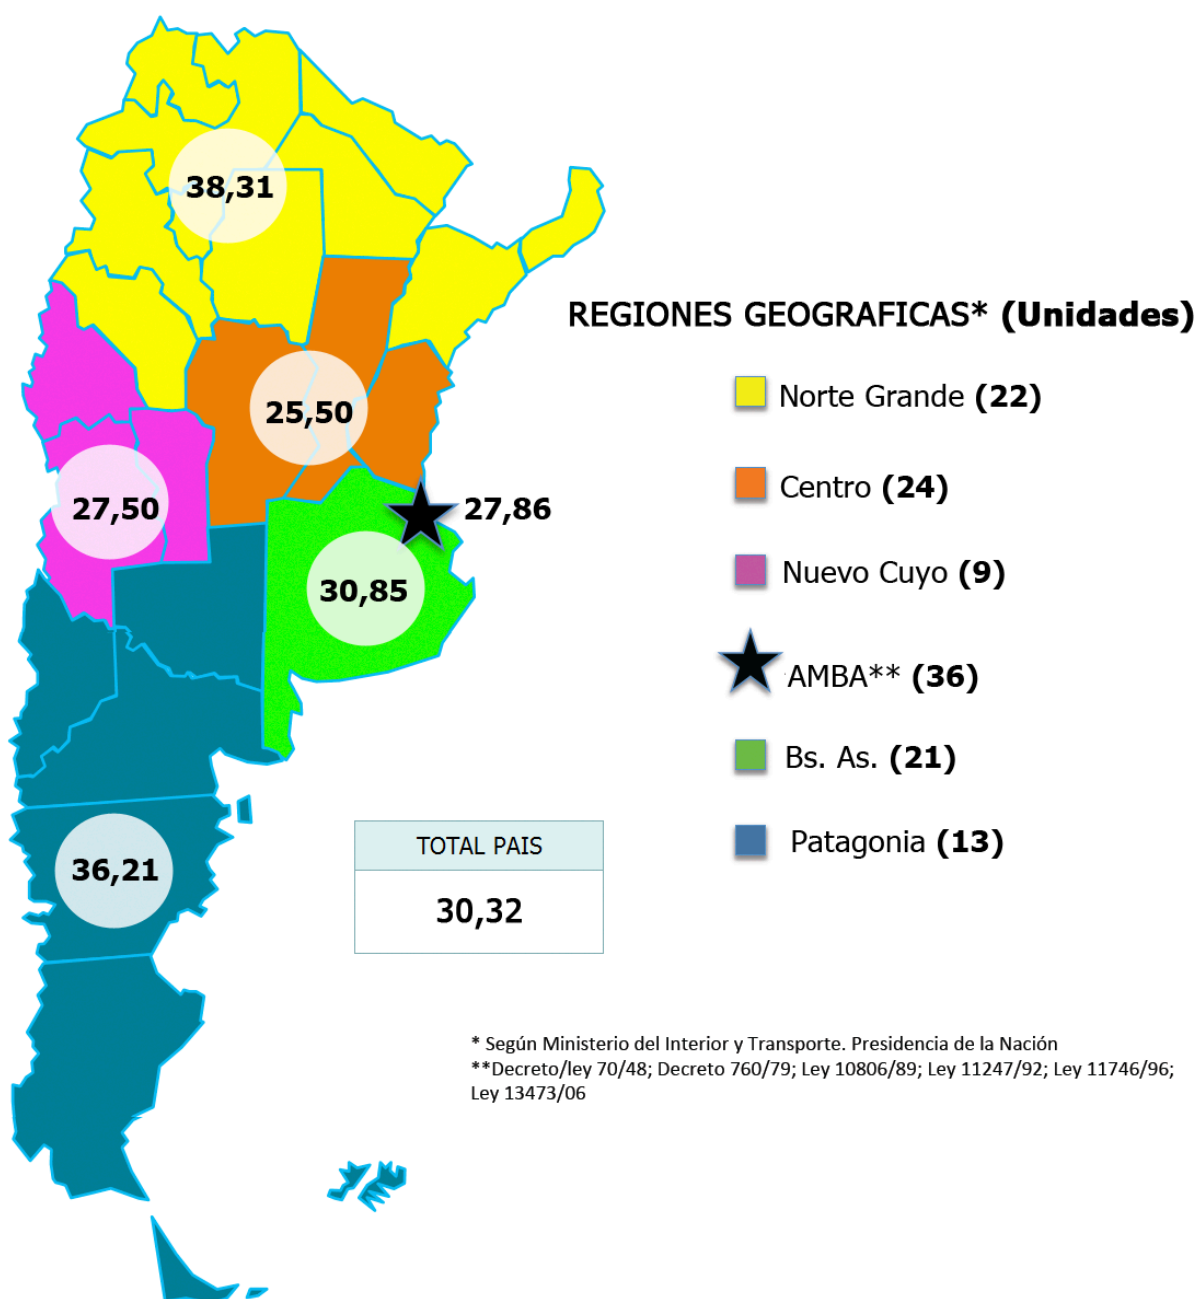 38,31
REGIONES GEOGRAFICAS* (Unidades)
Norte Grande (22)
25,50
Centro (24)
27,50
27,86
Nuevo Cuyo (9)
30,85
AMBA** (36)
Bs. As. (21)
TOTAL PAIS
30,32
Patagonia (13)
36,21
* Según Ministerio del Interior y Transporte. Presidencia de la Nación
**Decreto/ley 70/48; Decreto 760/79; Ley 10806/89; Ley 11247/92; Ley 11746/96;
Ley 13473/06